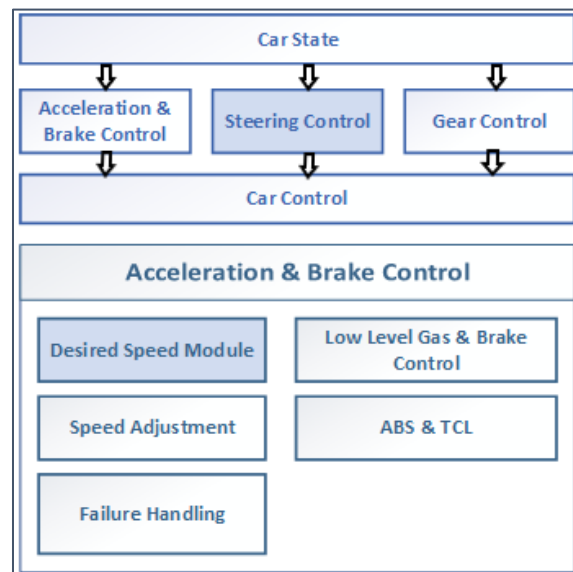 Car State
Acceleration &
Brake Control
Steering Control
Gear Control
Car Control
Acceleration & Brake Control
Desired Speed Module
Low Level Gas & Brake
Control
Speed Adjustment
ABS & TCL
Failure Handling